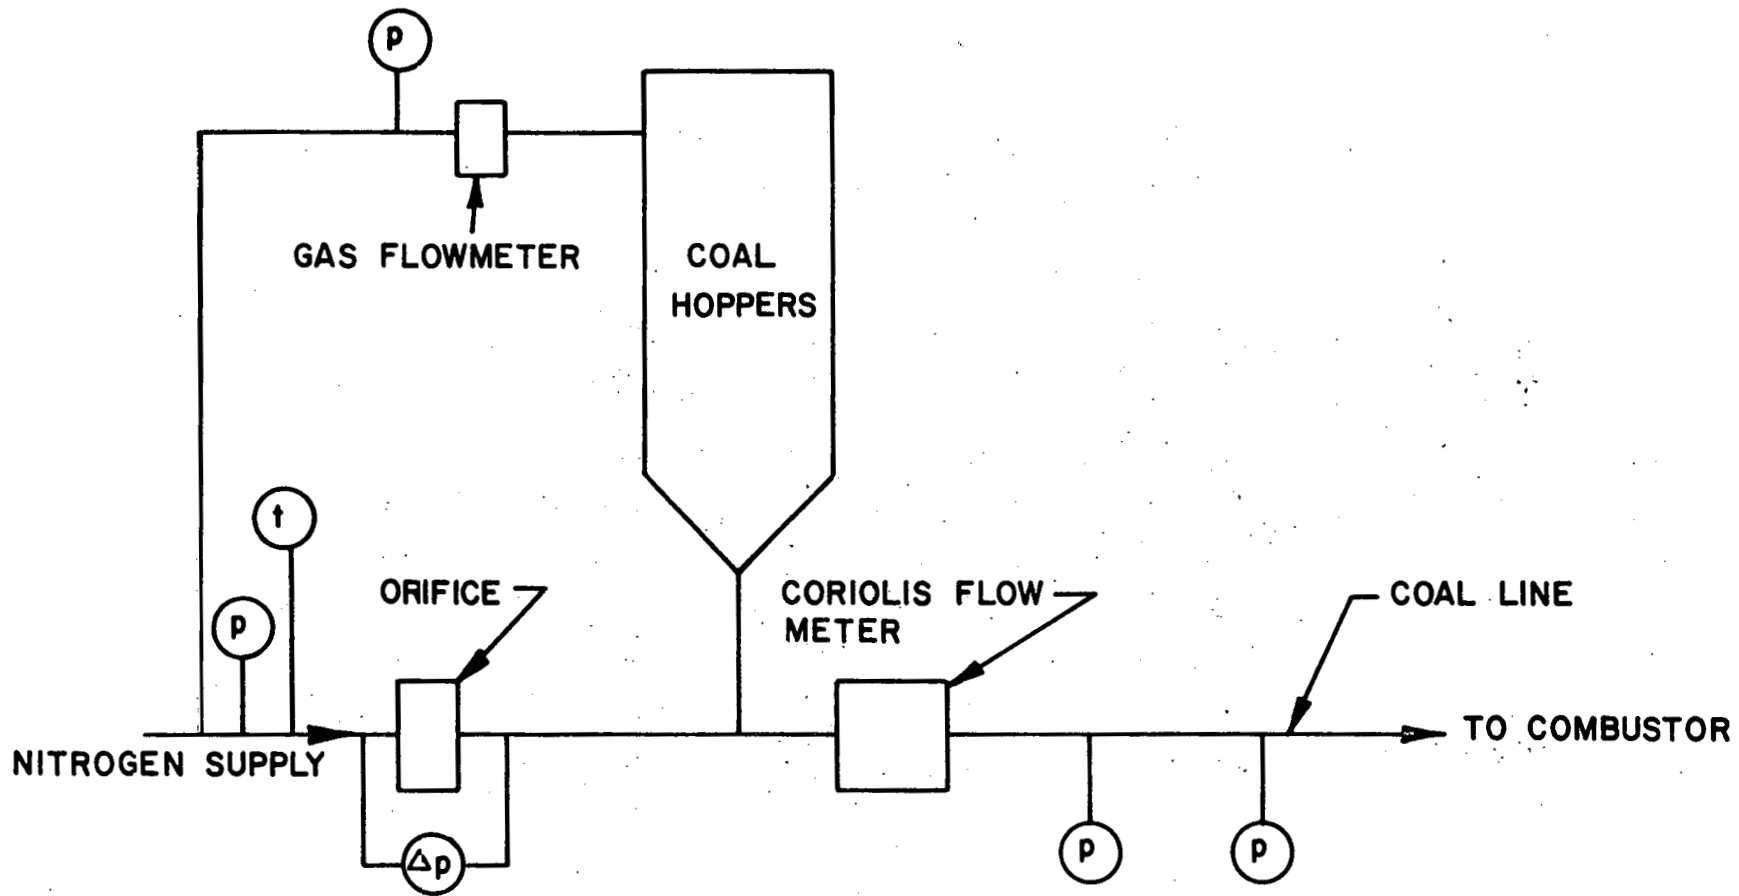 p
GAS FLOWMETER
COAL
HOPPERS
t
p
ORIFICE
CORIOLIS FLOW
METER
COAL LINE
NITROGEN SUPPLY
TO COMBUSTOR
Δp
p
p